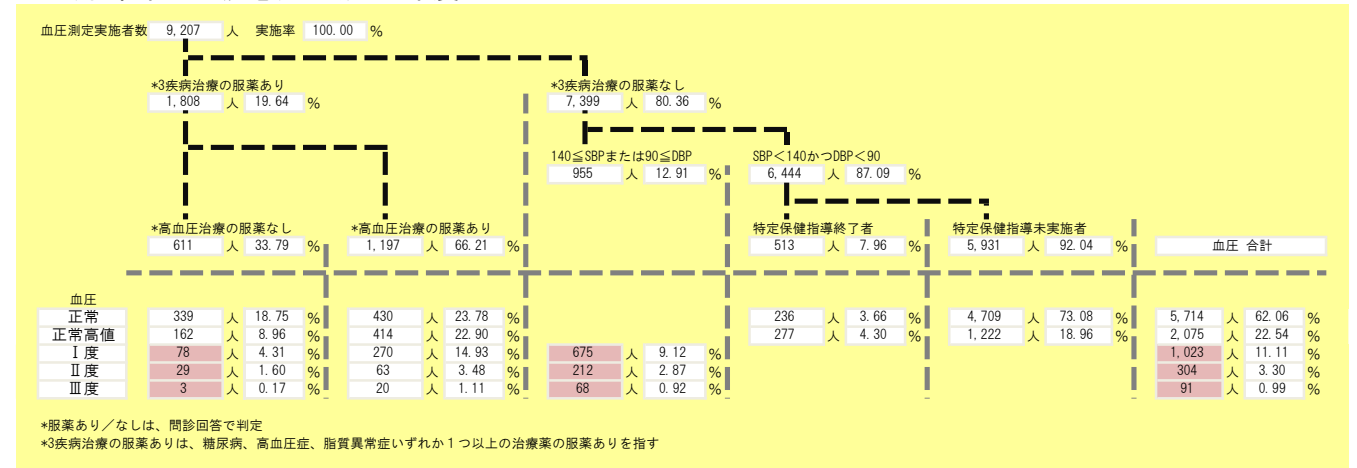 血圧測定実施者数 9,207 人 実施率 100.00 %
*3疾病治療の服薬あり *3疾病治療の服薬なし
1,808 人 19.64 % 7,399 人 80.36 %
140≦SBPまたは90≦DBP SBP＜140かつDBP＜90
955 人 12.91 % 6,444 人 87.09 %
*高血圧治療の服薬なし *高血圧治療の服薬あり 特定保健指導終了者 特定保健指導未実施者
611 人 33.79 % 1,197 人 66.21 % 513 人 7.96 % 5,931 人 92.04 % 血圧 合計
血圧
正常 339 人 18.75 % 430 人 23.78 % 236 人 3.66 % 4,709 人 73.08 % 5,714 人 62.06 %
正常高値 162 人 8.96 % 414 人 22.90 % 277 人 4.30 % 1,222 人 18.96 % 2,075 人 22.54 %
Ⅰ度 78 人 4.31 % 270 人 14.93 % 675 人 9.12 % 1,023 人 11.11 %
Ⅱ度 29 人 1.60 % 63 人 3.48 % 212 人 2.87 % 304 人 3.30 %
Ⅲ度 3 人 0.17 % 20 人 1.11 % 68 人 0.92 % 91 人 0.99 %
*服薬あり／なしは、問診回答で判定
*3疾病治療の服薬ありは、糖尿病、高血圧症、脂質異常症いずれか１つ以上の治療薬の服薬ありを指す